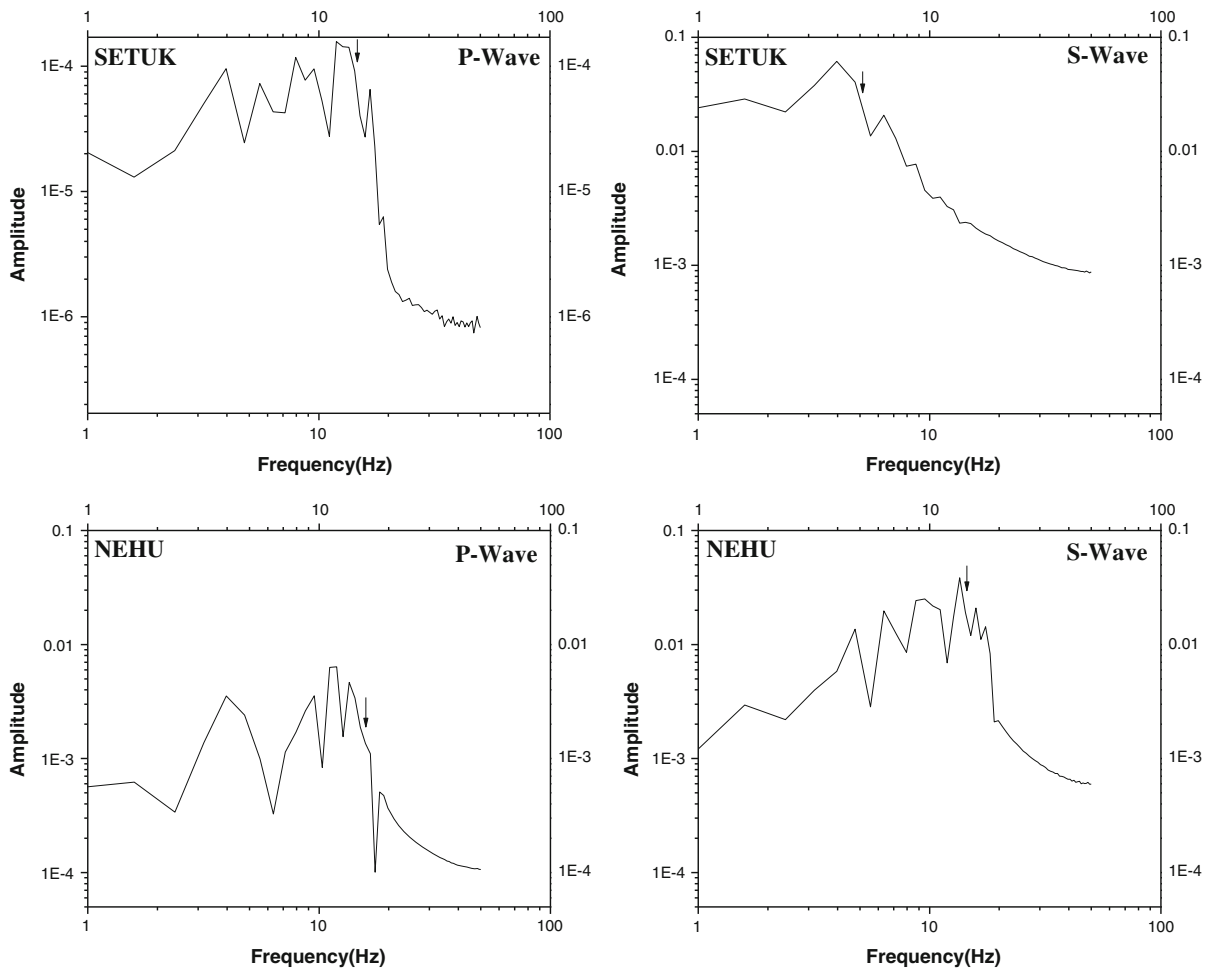 1 10 100
1 10 100
SETUK P-Wave
SETUK S-Wave
1E-4
1E-5
1E-6
1E-4
1E-5
1E-6
Amplitude
0.1
0.01
1E-3
1E-4
0.1
0.01
1E-3
1E-4
Amplitude
1 10 100
1 10 100
Frequency(Hz)
Frequency(Hz)
1 10 100
1 10 100
NEHU P-Wave
NEHU S-Wave
0.1
0.01
1E-3
1E-4
0.1
0.01
1E-3
1E-4
Amplitude
0.1
0.01
1E-3
1E-4
0.1
0.01
1E-3
1E-4
Amplitude
1 10 100
1 10 100
Frequency(Hz)
Frequency(Hz)